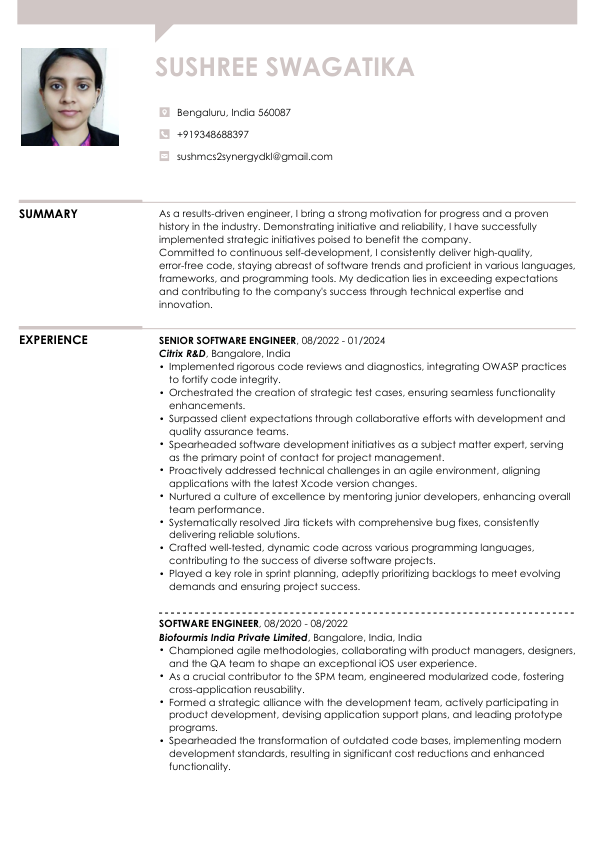 SUSHREE SWAGATIKA
Bengaluru, India 560087
+919348688397
sushmcs2synergydkl@gmail.com
SUMMARY
As a results-driven engineer, I bring a strong motivation for progress and a proven
history in the industry. Demonstrating initiative and reliability, I have successfully
implemented strategic initiatives poised to benefit the company.
Committed to continuous self-development, I consistently deliver high-quality,
error-free code, staying abreast of software trends and proficient in various languages,
frameworks, and programming tools. My dedication lies in exceeding expectations
and contributing to the company's success through technical expertise and
innovation.
EXPERIENCE
SENIOR SOFTWARE ENGINEER, 08/2022 - 01/2024
Citrix R&D, Bangalore, India
• Implemented rigorous code reviews and diagnostics, integrating OWASP practices
to fortify code integrity.
• Orchestrated the creation of strategic test cases, ensuring seamless functionality
enhancements.
• Surpassed client expectations through collaborative efforts with development and
quality assurance teams.
• Spearheaded software development initiatives as a subject matter expert, serving
as the primary point of contact for project management.
• Proactively addressed technical challenges in an agile environment, aligning
applications with the latest Xcode version changes.
• Nurtured a culture of excellence by mentoring junior developers, enhancing overall
team performance.
• Systematically resolved Jira tickets with comprehensive bug fixes, consistently
delivering reliable solutions.
• Crafted well-tested, dynamic code across various programming languages,
contributing to the success of diverse software projects.
• Played a key role in sprint planning, adeptly prioritizing backlogs to meet evolving
demands and ensuring project success.
SOFTWARE ENGINEER, 08/2020 - 08/2022
Biofourmis India Private Limited, Bangalore, India, India
• Championed agile methodologies, collaborating with product managers, designers,
and the QA team to shape an exceptional iOS user experience.
• As a crucial contributor to the SPM team, engineered modularized code, fostering
cross-application reusability.
• Formed a strategic alliance with the development team, actively participating in
product development, devising application support plans, and leading prototype
programs.
• Spearheaded the transformation of outdated code bases, implementing modern
development standards, resulting in significant cost reductions and enhanced
functionality.